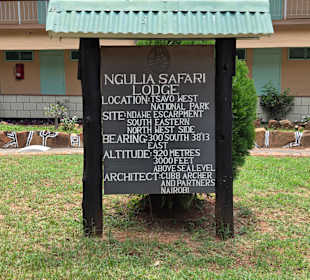 NGULIA SAFARI
LODGE
LOCATION: TSAVO WEST
NATIONAL PARK
SITE: NDAWE ESCARPMENT
SOUTH EASTERN
NORTH WEST SIDE
BEARING: 300 SOUTH 3813
EAST
ALTITUDE: 920 METRES
3000 FEET
ABOVE SEA LEVEL
ARCHITECT: CUBB ARCHER
AND PARTNERS
NAIROBI